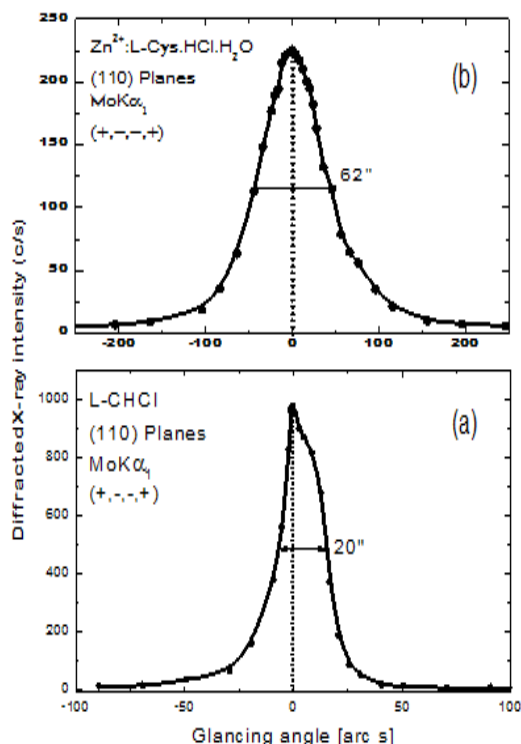 Zn²⁺:L-Cys.HCl.H₂O
(110) Planes
MoKα₁
(+,−,−,+)
(b)
62"
250
225
200
150
100
50
0
-200
-100
0
100
200
L-CHCl
(110) Planes
MoKα₁
(+,-,-,+)
(a)
20"
1000
800
600
400
200
0
-100
-50
0
50
100
Diffracted X-ray intensity (c/s)
Glancing angle [arc s]